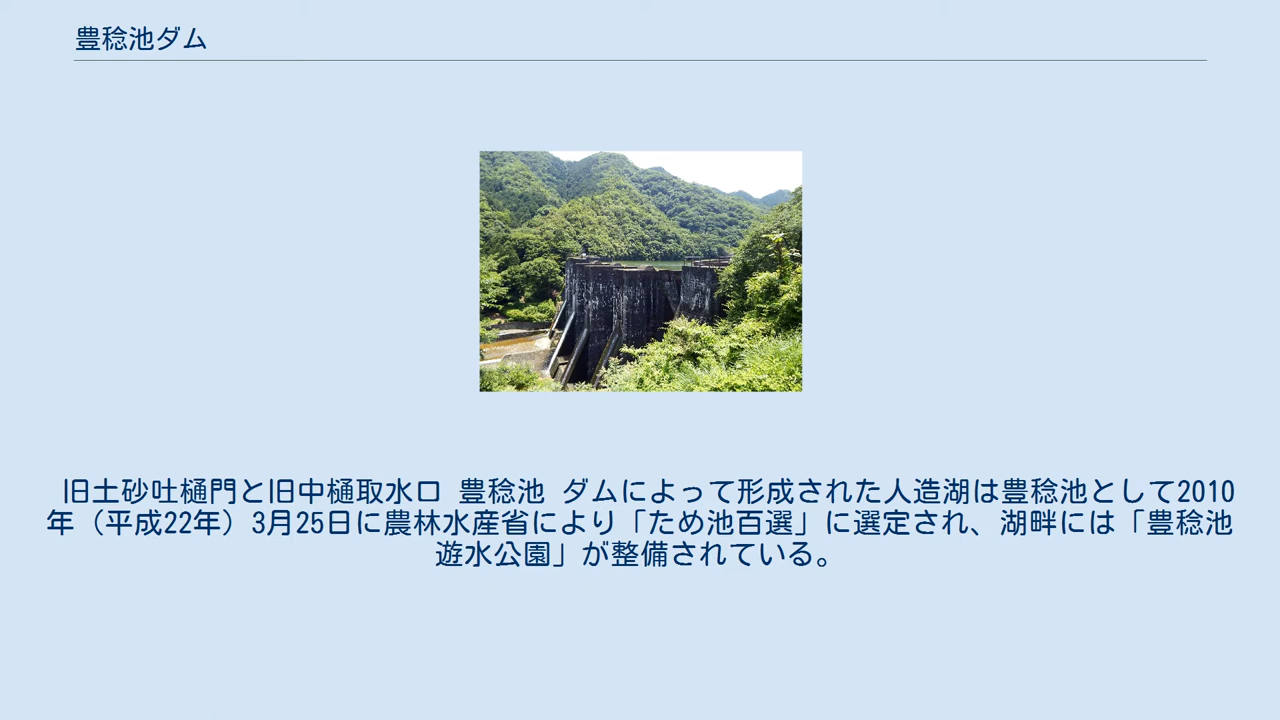 豊稔池ダム
旧土砂吐樋門と旧中樋取水口 豊稔池 ダムによって形成された人造湖は豊稔池として2010
年（平成22年）3月25日に農林水産省により「ため池百選」に選定され、湖畔には「豊稔池
遊水公園」が整備されている。